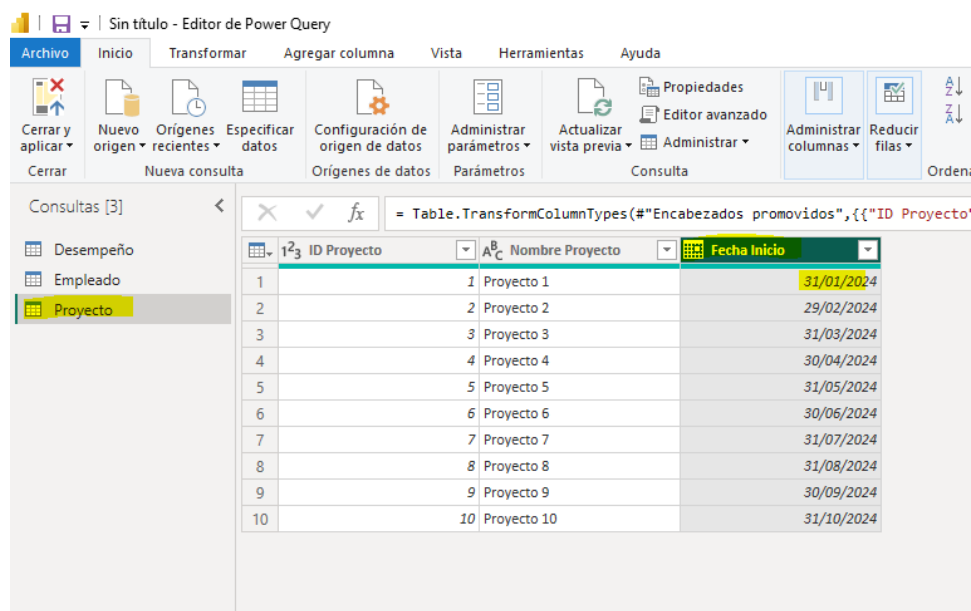 Sin título - Editor de Power Query
Archivo Inicio Transformar Agregar columna Vista Herramientas Ayuda
Cerrar y aplicar
Nuevo origen
Orígenes recientes
Especificar datos
Configuración de origen de datos
Administrar parámetros
Actualizar vista previa
Propiedades
Editor avanzado
Administrar
Administrar columnas
Reducir filas
Cerrar Nueva consulta Orígenes de datos Parámetros Consulta Ordena
Consultas [3]
Desempeño
Empleado
Proyecto
fx = Table.TransformColumnTypes(#"Encabezados promovidos",{{"ID Proyecto"
123 ID Proyecto ABC Nombre Proyecto Fecha Inicio
1 1 Proyecto 1 31/01/2024
2 2 Proyecto 2 29/02/2024
3 3 Proyecto 3 31/03/2024
4 4 Proyecto 4 30/04/2024
5 5 Proyecto 5 31/05/2024
6 6 Proyecto 6 30/06/2024
7 7 Proyecto 7 31/07/2024
8 8 Proyecto 8 31/08/2024
9 9 Proyecto 9 30/09/2024
10 10 Proyecto 10 31/10/2024